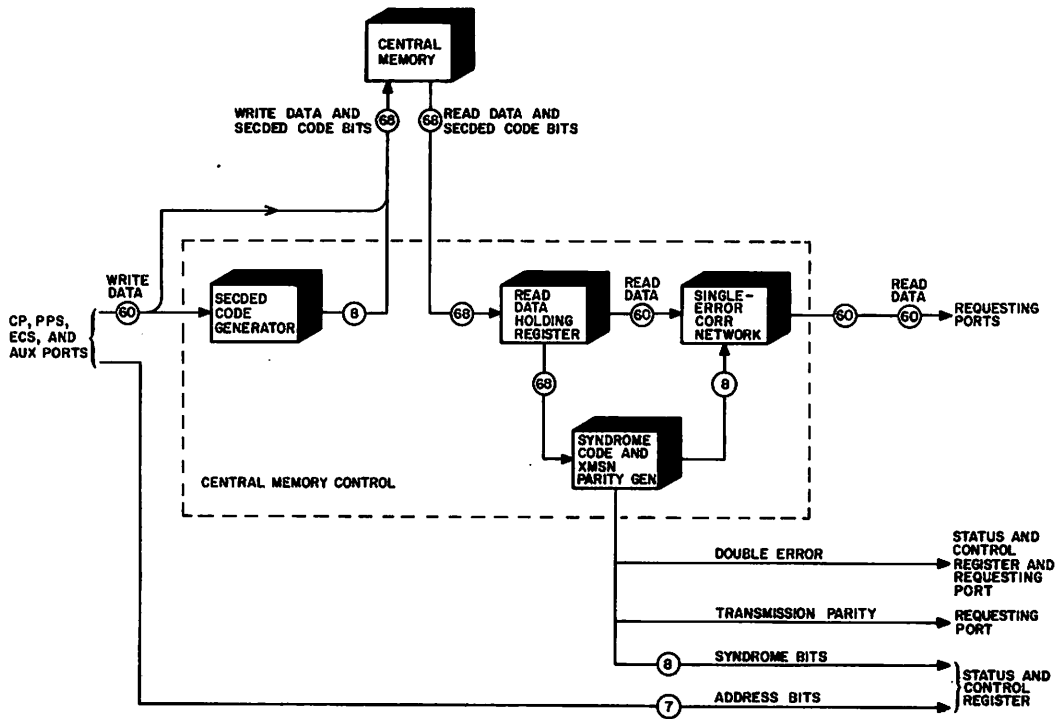 CENTRAL
MEMORY
WRITE DATA AND
SECDED CODE BITS
68
68
READ DATA AND
SECDED CODE BITS
WRITE
DATA
60
CP, PPS,
ECS, AND
AUX PORTS
SECDED
CODE
GENERATOR
8
68
READ
DATA
HOLDING
REGISTER
READ
DATA
60
SINGLE-
ERROR
CORR
NETWORK
60
READ
DATA
60
REQUESTING
PORTS
68
8
SYNDROME
CODE AND
XMSN
PARITY GEN
CENTRAL MEMORY CONTROL
DOUBLE ERROR
STATUS AND
CONTROL
REGISTER AND
REQUESTING
PORT
TRANSMISSION PARITY
REQUESTING
PORT
8
SYNDROME BITS
7
ADDRESS BITS
STATUS AND
CONTROL
REGISTER